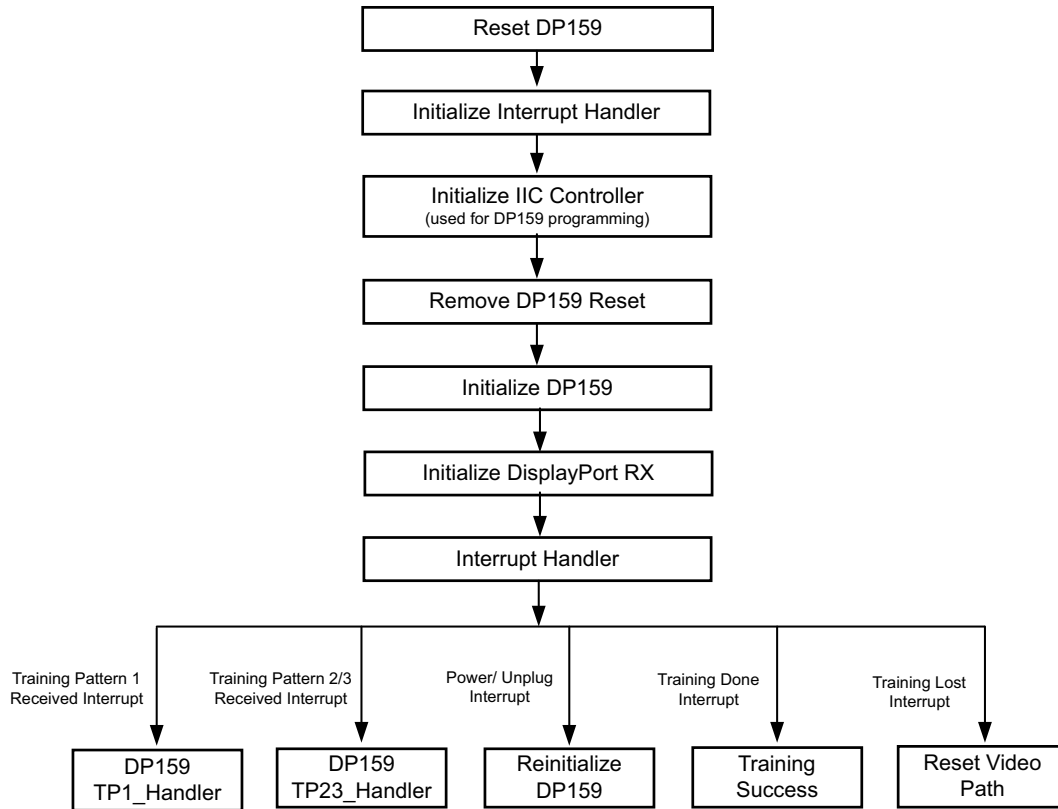 Reset DP159
Initialize Interrupt Handler
Initialize IIC Controller
(used for DP159 programming)
Remove DP159 Reset
Initialize DP159
Initialize DisplayPort RX
Interrupt Handler
Training Pattern 1
Received Interrupt
Training Pattern 2/3
Received Interrupt
Power/ Unplug
Interrupt
Training Done
Interrupt
Training Lost
Interrupt
DP159
TP1_Handler
DP159
TP23_Handler
Reinitialize
DP159
Training
Success
Reset Video
Path